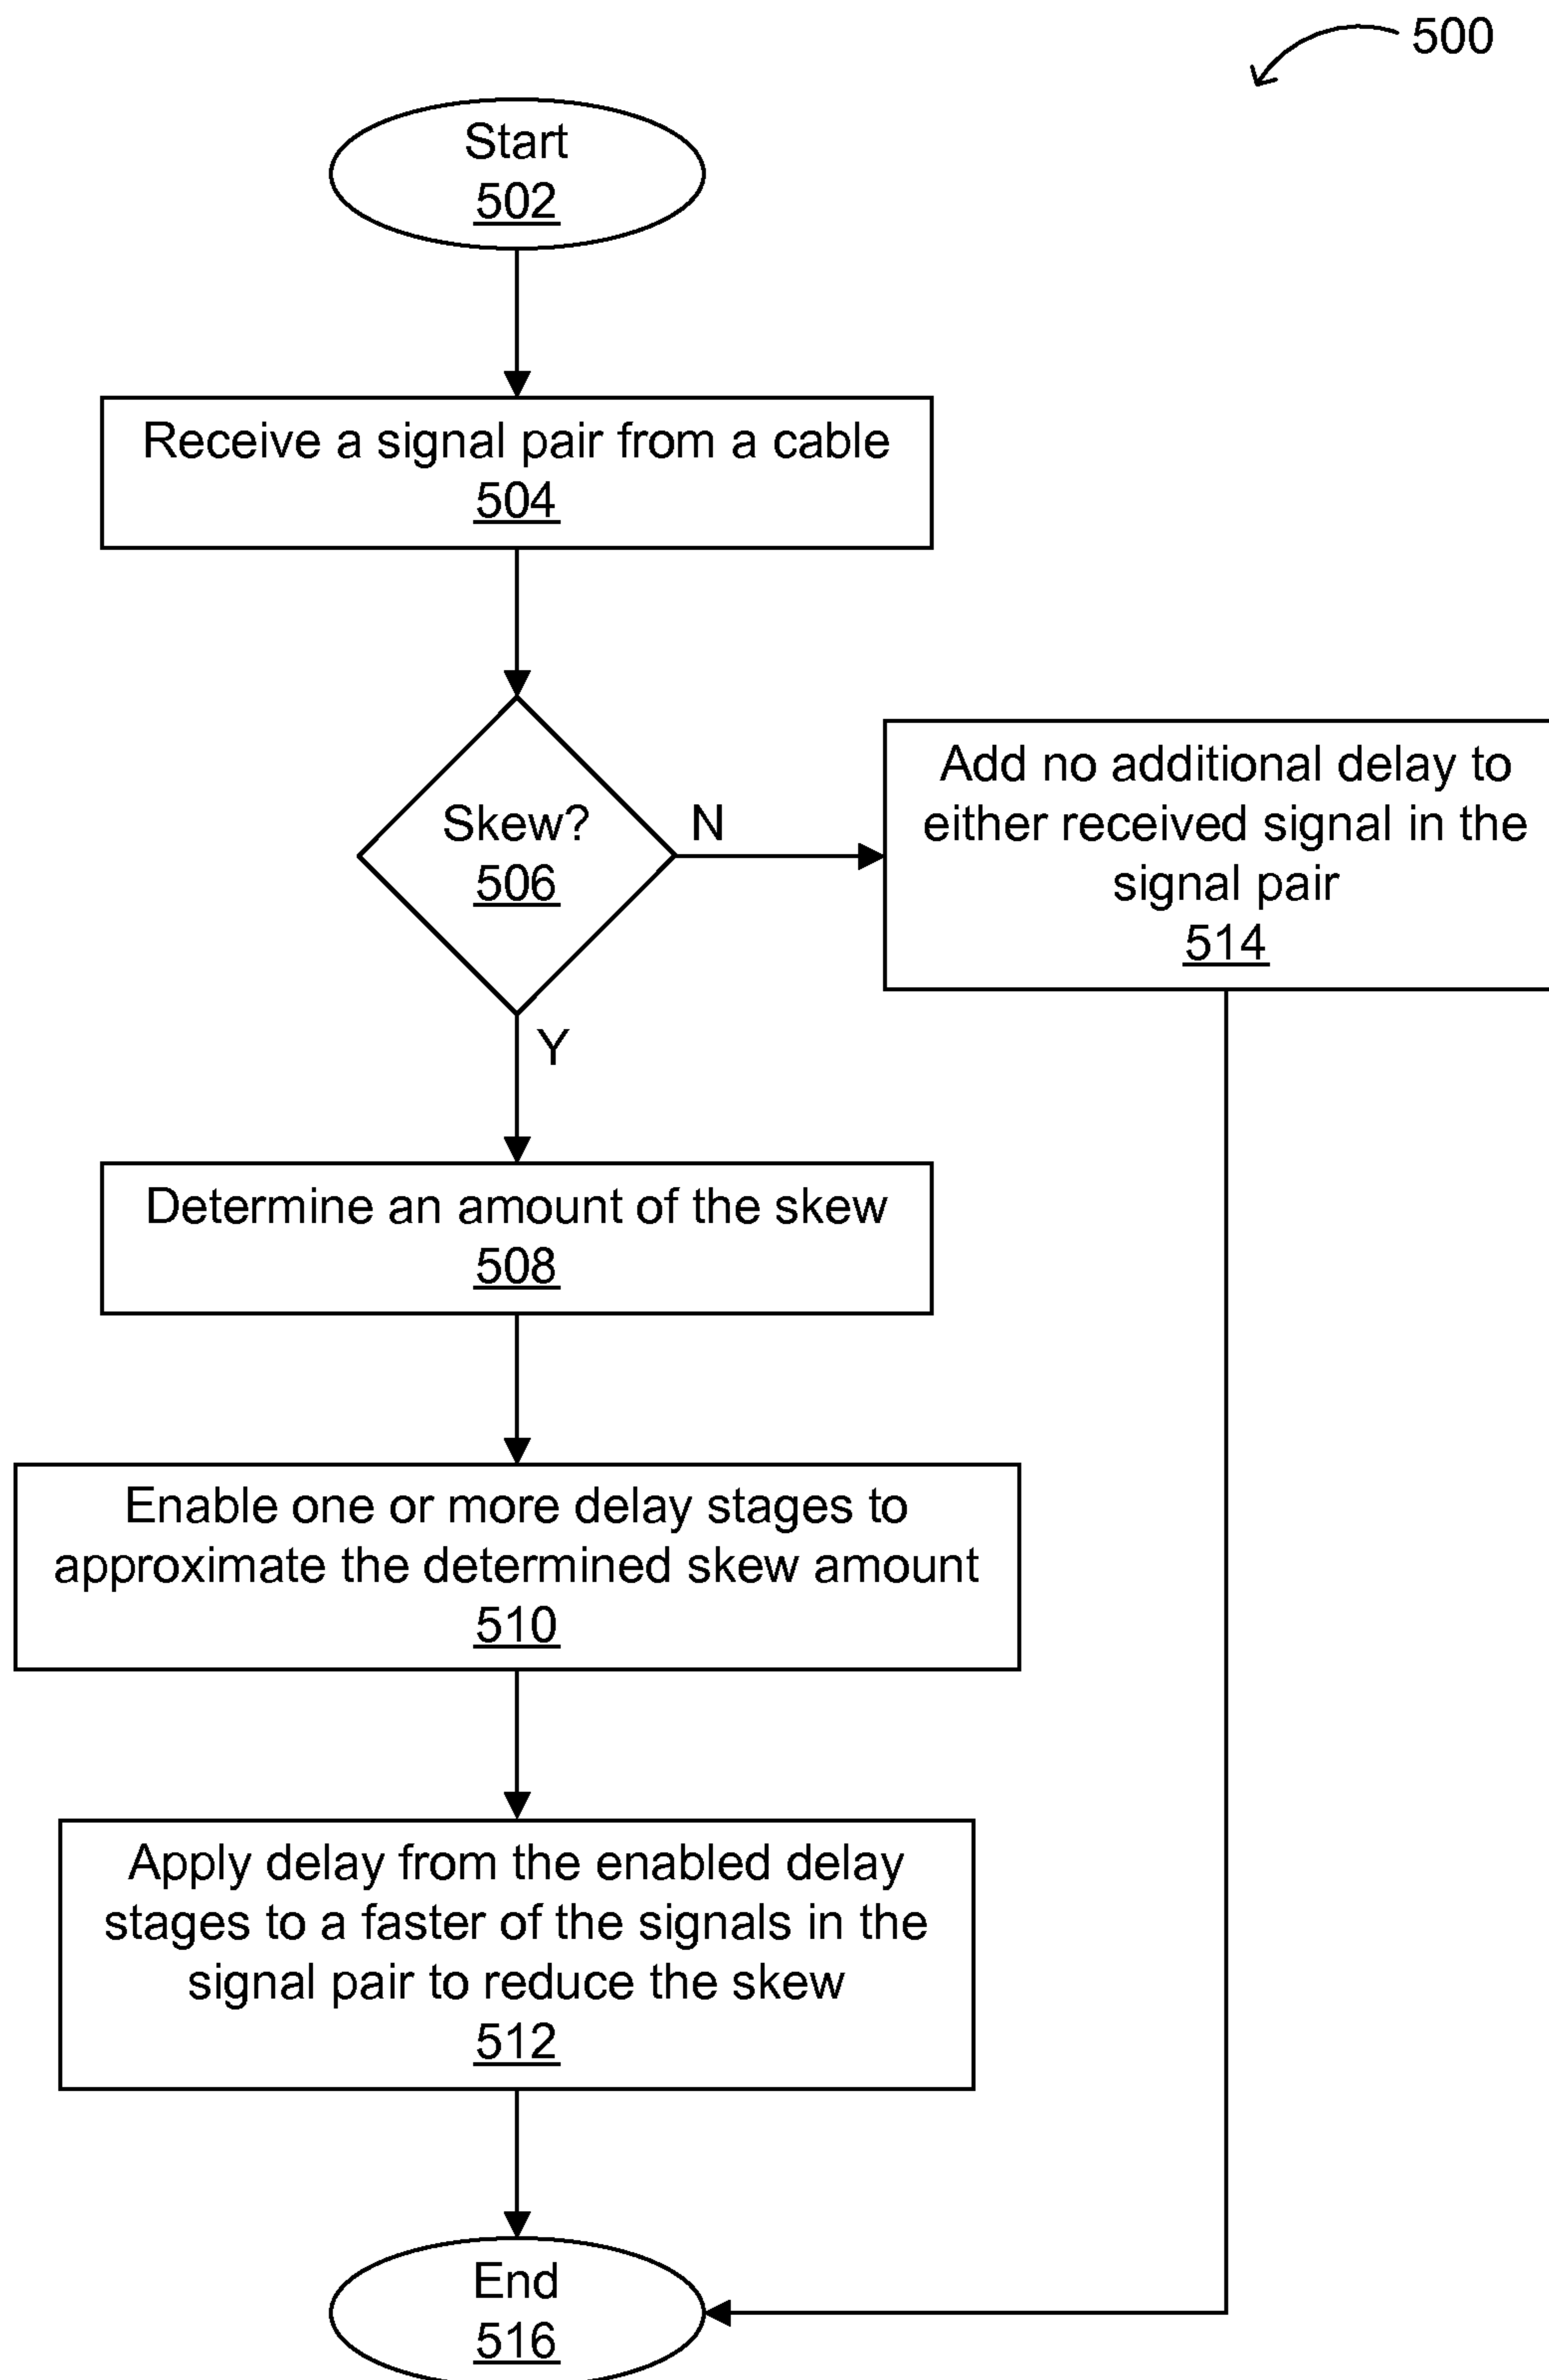 500
Start
502
Receive a signal pair from a cable
504
Skew?
506
N
Add no additional delay to
either received signal in the
signal pair
514
Y
Determine an amount of the skew
508
Enable one or more delay stages to
approximate the determined skew amount
510
Apply delay from the enabled delay
stages to a faster of the signals in the
signal pair to reduce the skew
512
End
516